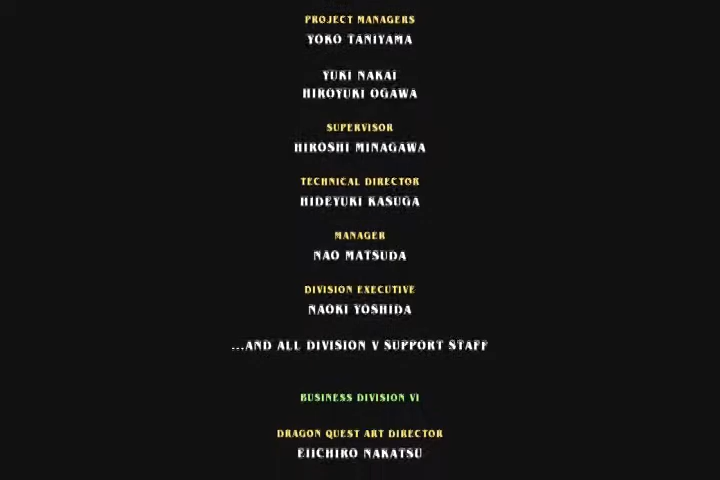 PROJECT MANAGERS
YOKO TANIYAMA
YUKI NAKAI
HIROYUKI OGAWA
SUPERVISOR
HIROSHI MINAGAWA
TECHNICAL DIRECTOR
HIDEYUKI KASUGA
MANAGER
NAO MATSUDA
DIVISION EXECUTIVE
NAOKI YOSHIDA
...AND ALL DIVISION V SUPPORT STAFF
BUSINESS DIVISION VI
DRAGON QUEST ART DIRECTOR
EIICHIRO NAKATSU